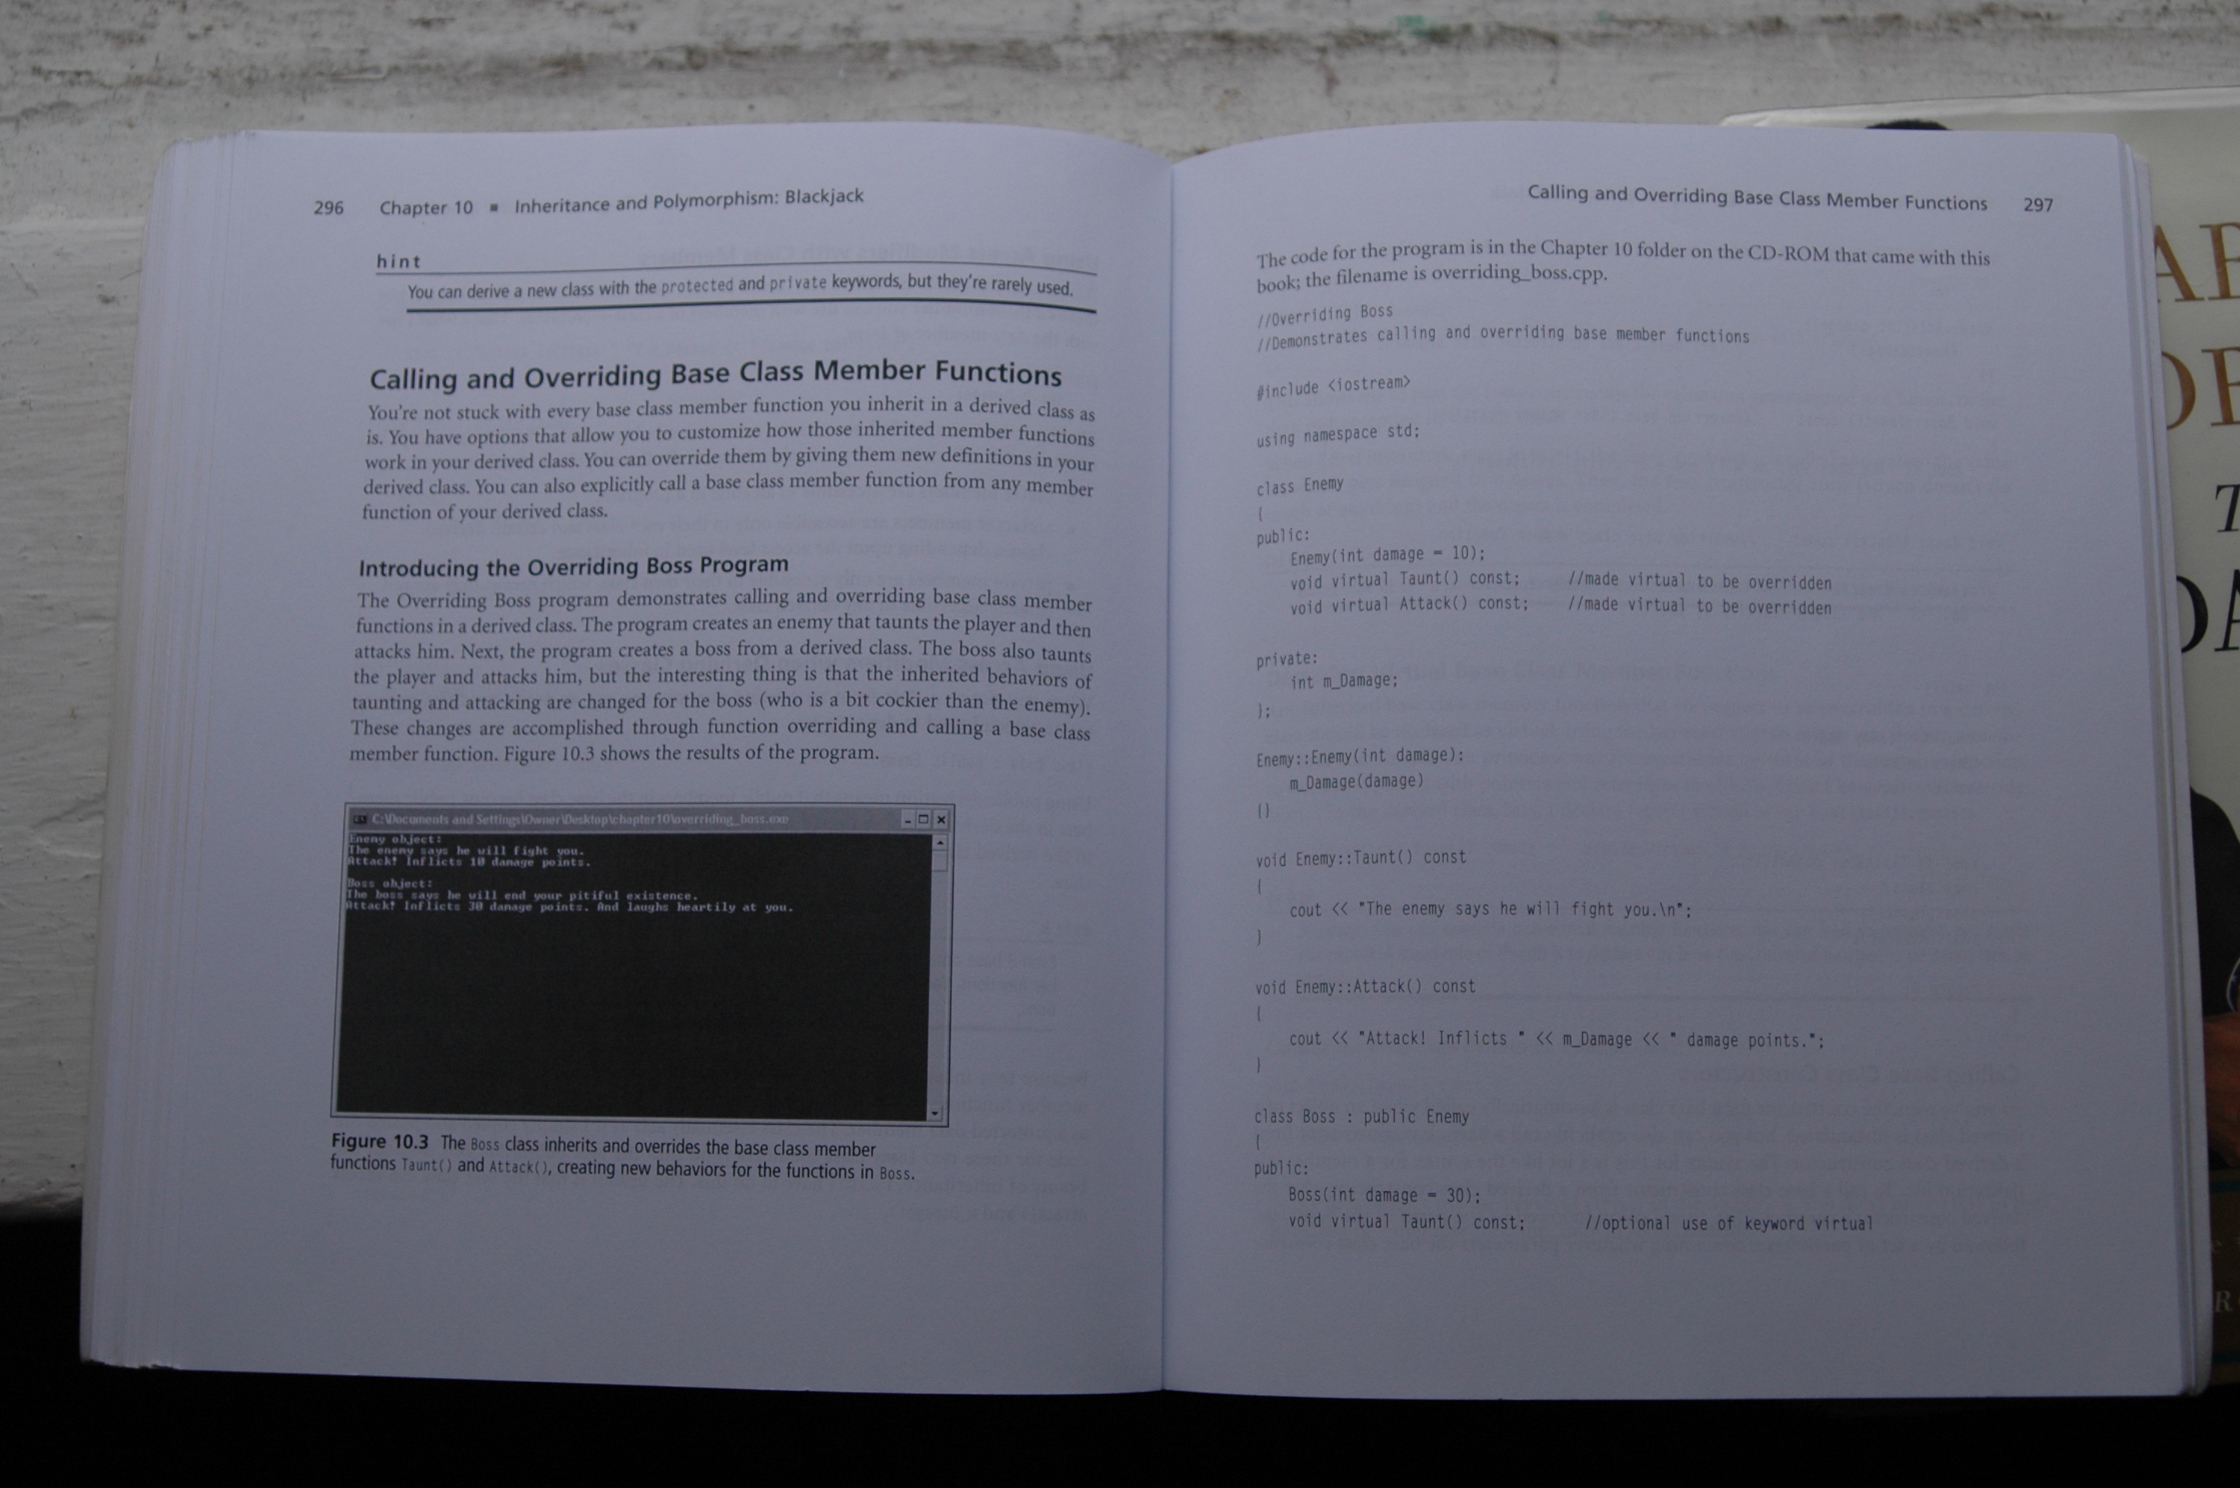 296 Chapter 10 ■ Inheritance and Polymorphism: Blackjack
hint
You can derive a new class with the protected and private keywords, but they're rarely used.
Calling and Overriding Base Class Member Functions
You're not stuck with every base class member function you inherit in a derived class as
is. You have options that allow you to customize how those inherited member functions
work in your derived class. You can override them by giving them new definitions in your
derived class. You can also explicitly call a base class member function from any member
function of your derived class.
Introducing the Overriding Boss Program
The Overriding Boss program demonstrates calling and overriding base class member
functions in a derived class. The program creates an enemy that taunts the player and then
attacks him. Next, the program creates a boss from a derived class. The boss also taunts
the player and attacks him, but the interesting thing is that the inherited behaviors of
taunting and attacking are changed for the boss (who is a bit cockier than the enemy).
These changes are accomplished through function overriding and calling a base class
member function. Figure 10.3 shows the results of the program.
C:\Documents and Settings\Owner\Desktop\chapter10\overriding_boss.exe
Enemy object:
The enemy says he will fight you.
Attack! Inflicts 10 damage points.
Boss object:
The boss says he will end your pitiful existence.
Attack! Inflicts 30 damage points. And laughs heartily at you.
Figure 10.3 The Boss class inherits and overrides the base class member
functions Taunt() and Attack(), creating new behaviors for the functions in Boss.
Calling and Overriding Base Class Member Functions 297
The code for the program is in the Chapter 10 folder on the CD-ROM that came with this
book; the filename is overriding_boss.cpp.
//Overriding Boss
//Demonstrates calling and overriding base member functions
#include <iostream>
using namespace std;
class Enemy
{
public:
Enemy(int damage = 10);
void virtual Taunt() const; //made virtual to be overridden
void virtual Attack() const; //made virtual to be overridden
private:
int m_Damage;
};
Enemy::Enemy(int damage):
m_Damage(damage)
{}
void Enemy::Taunt() const
{
cout << "The enemy says he will fight you.\n";
}
void Enemy::Attack() const
{
cout << "Attack! Inflicts " << m_Damage << " damage points.";
}
class Boss : public Enemy
{
public:
Boss(int damage = 30);
void virtual Taunt() const; //optional use of keyword virtual